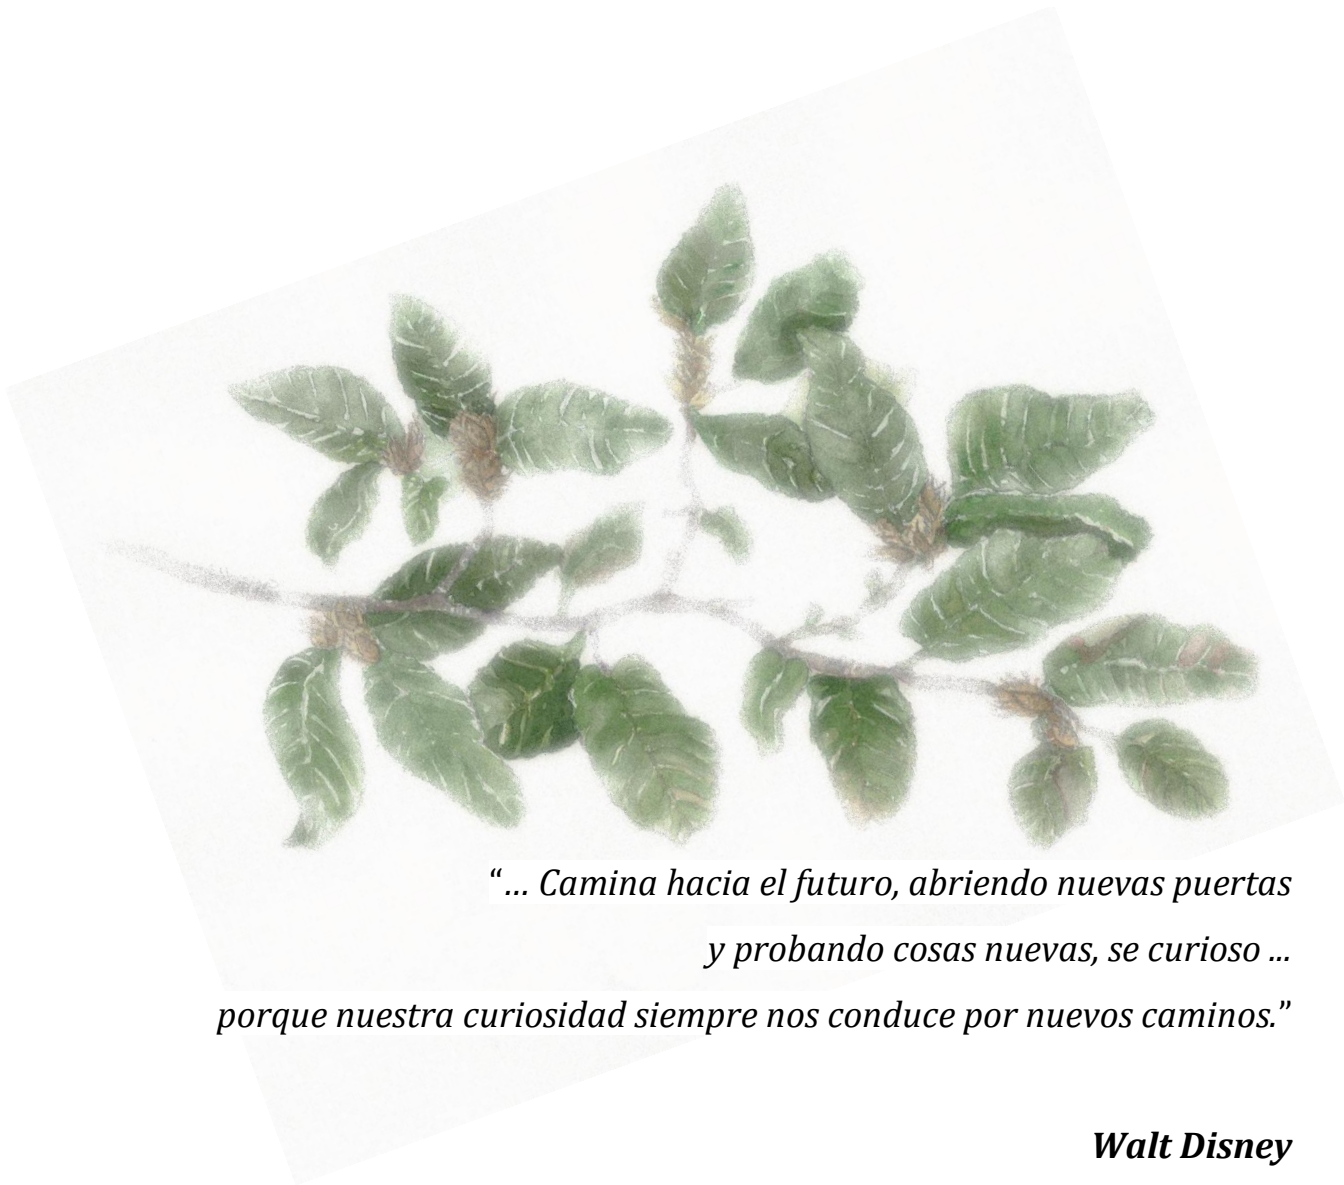 “… Camina hacia el futuro, abriendo nuevas puertas
y probando cosas nuevas, se curioso …
porque nuestra curiosidad siempre nos conduce por nuevos caminos.”
Walt Disney